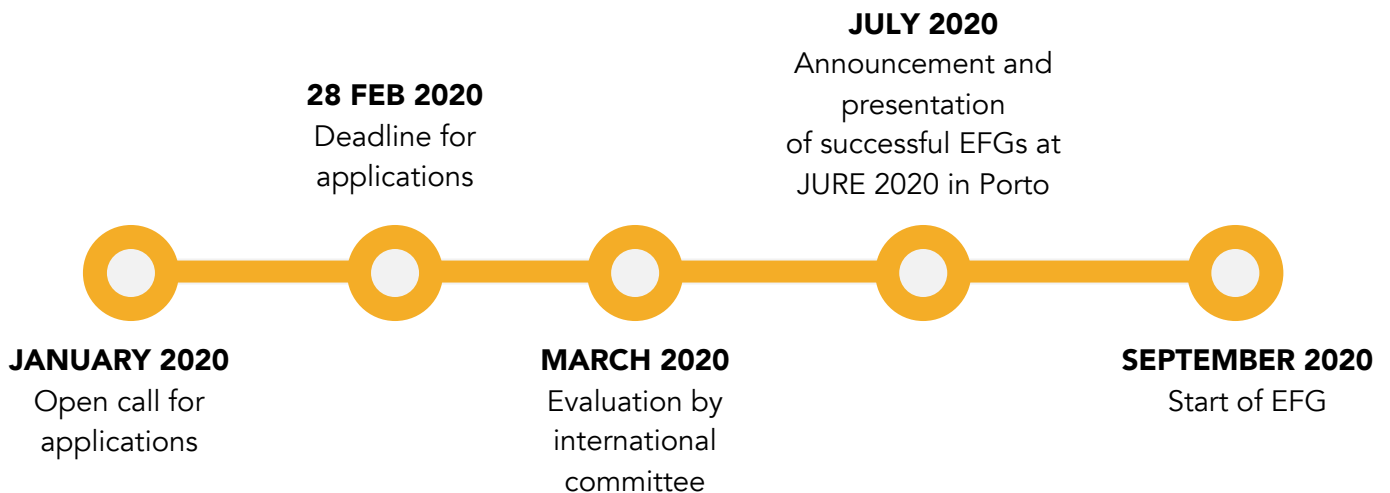 JANUARY 2020
Open call for
applications
28 FEB 2020
Deadline for
applications
MARCH 2020
Evaluation by
international
committee
JULY 2020
Announcement and
presentation
of successful EFGs at
JURE 2020 in Porto
SEPTEMBER 2020
Start of EFG